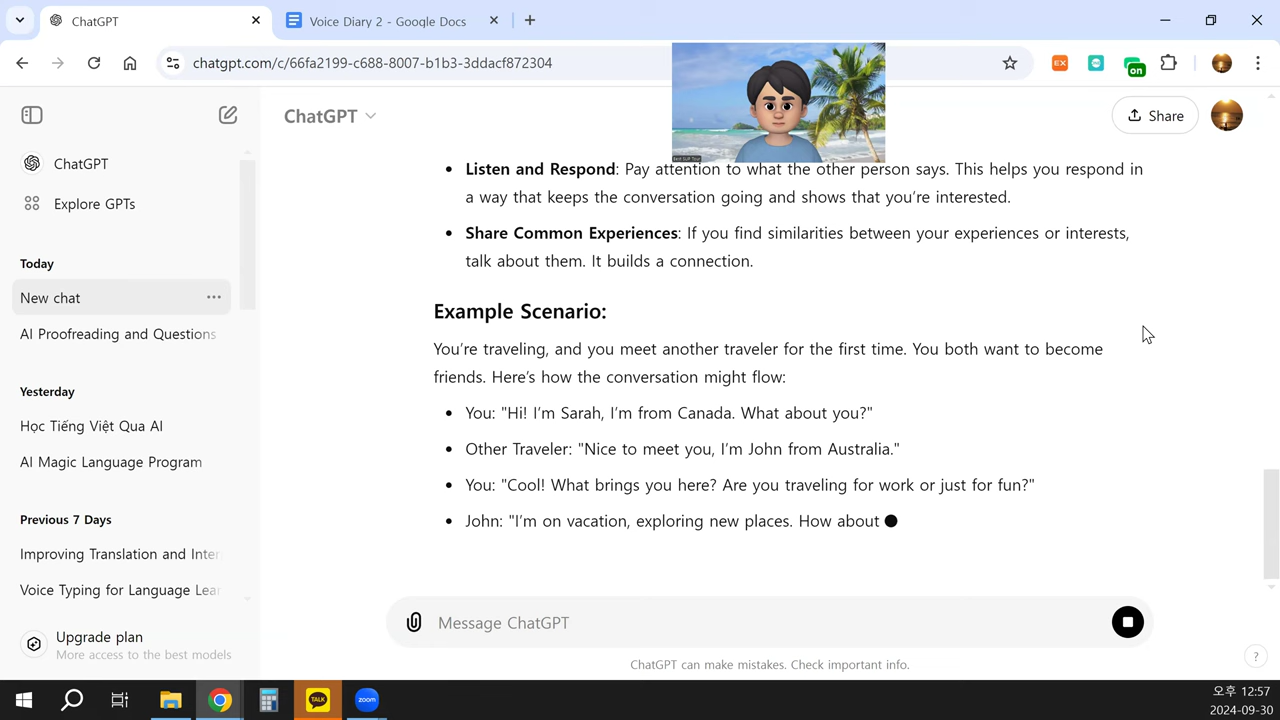 ChatGPT
Voice Diary 2 - Google Docs
chatgpt.com/c/66fa2199-c688-8007-b1b3-3ddacf872304
EX
on
ChatGPT
Share
ChatGPT
Explore GPTs
Today
New chat
AI Proofreading and Questions
Yesterday
Học Tiếng Việt Qua AI
AI Magic Language Program
Previous 7 Days
Improving Translation and Inter
Voice Typing for Language Lear
Upgrade plan
More access to the best models
Listen and Respond: Pay attention to what the other person says. This helps you respond in
a way that keeps the conversation going and shows that you're interested.
Share Common Experiences: If you find similarities between your experiences or interests,
talk about them. It builds a connection.
Example Scenario:
You're traveling, and you meet another traveler for the first time. You both want to become
friends. Here's how the conversation might flow:
You: "Hi! I'm Sarah, I'm from Canada. What about you?"
Other Traveler: "Nice to meet you, I'm John from Australia."
You: "Cool! What brings you here? Are you traveling for work or just for fun?"
John: "I'm on vacation, exploring new places. How about
Message ChatGPT
ChatGPT can make mistakes. Check important info.
?
TALK
zoom
오후 12:57
2024-09-30